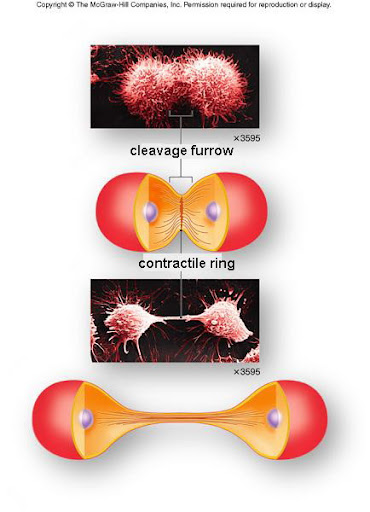 Copyright © The McGraw-Hill Companies, Inc. Permission required for reproduction or display.
×3595
cleavage furrow
contractile ring
×3595